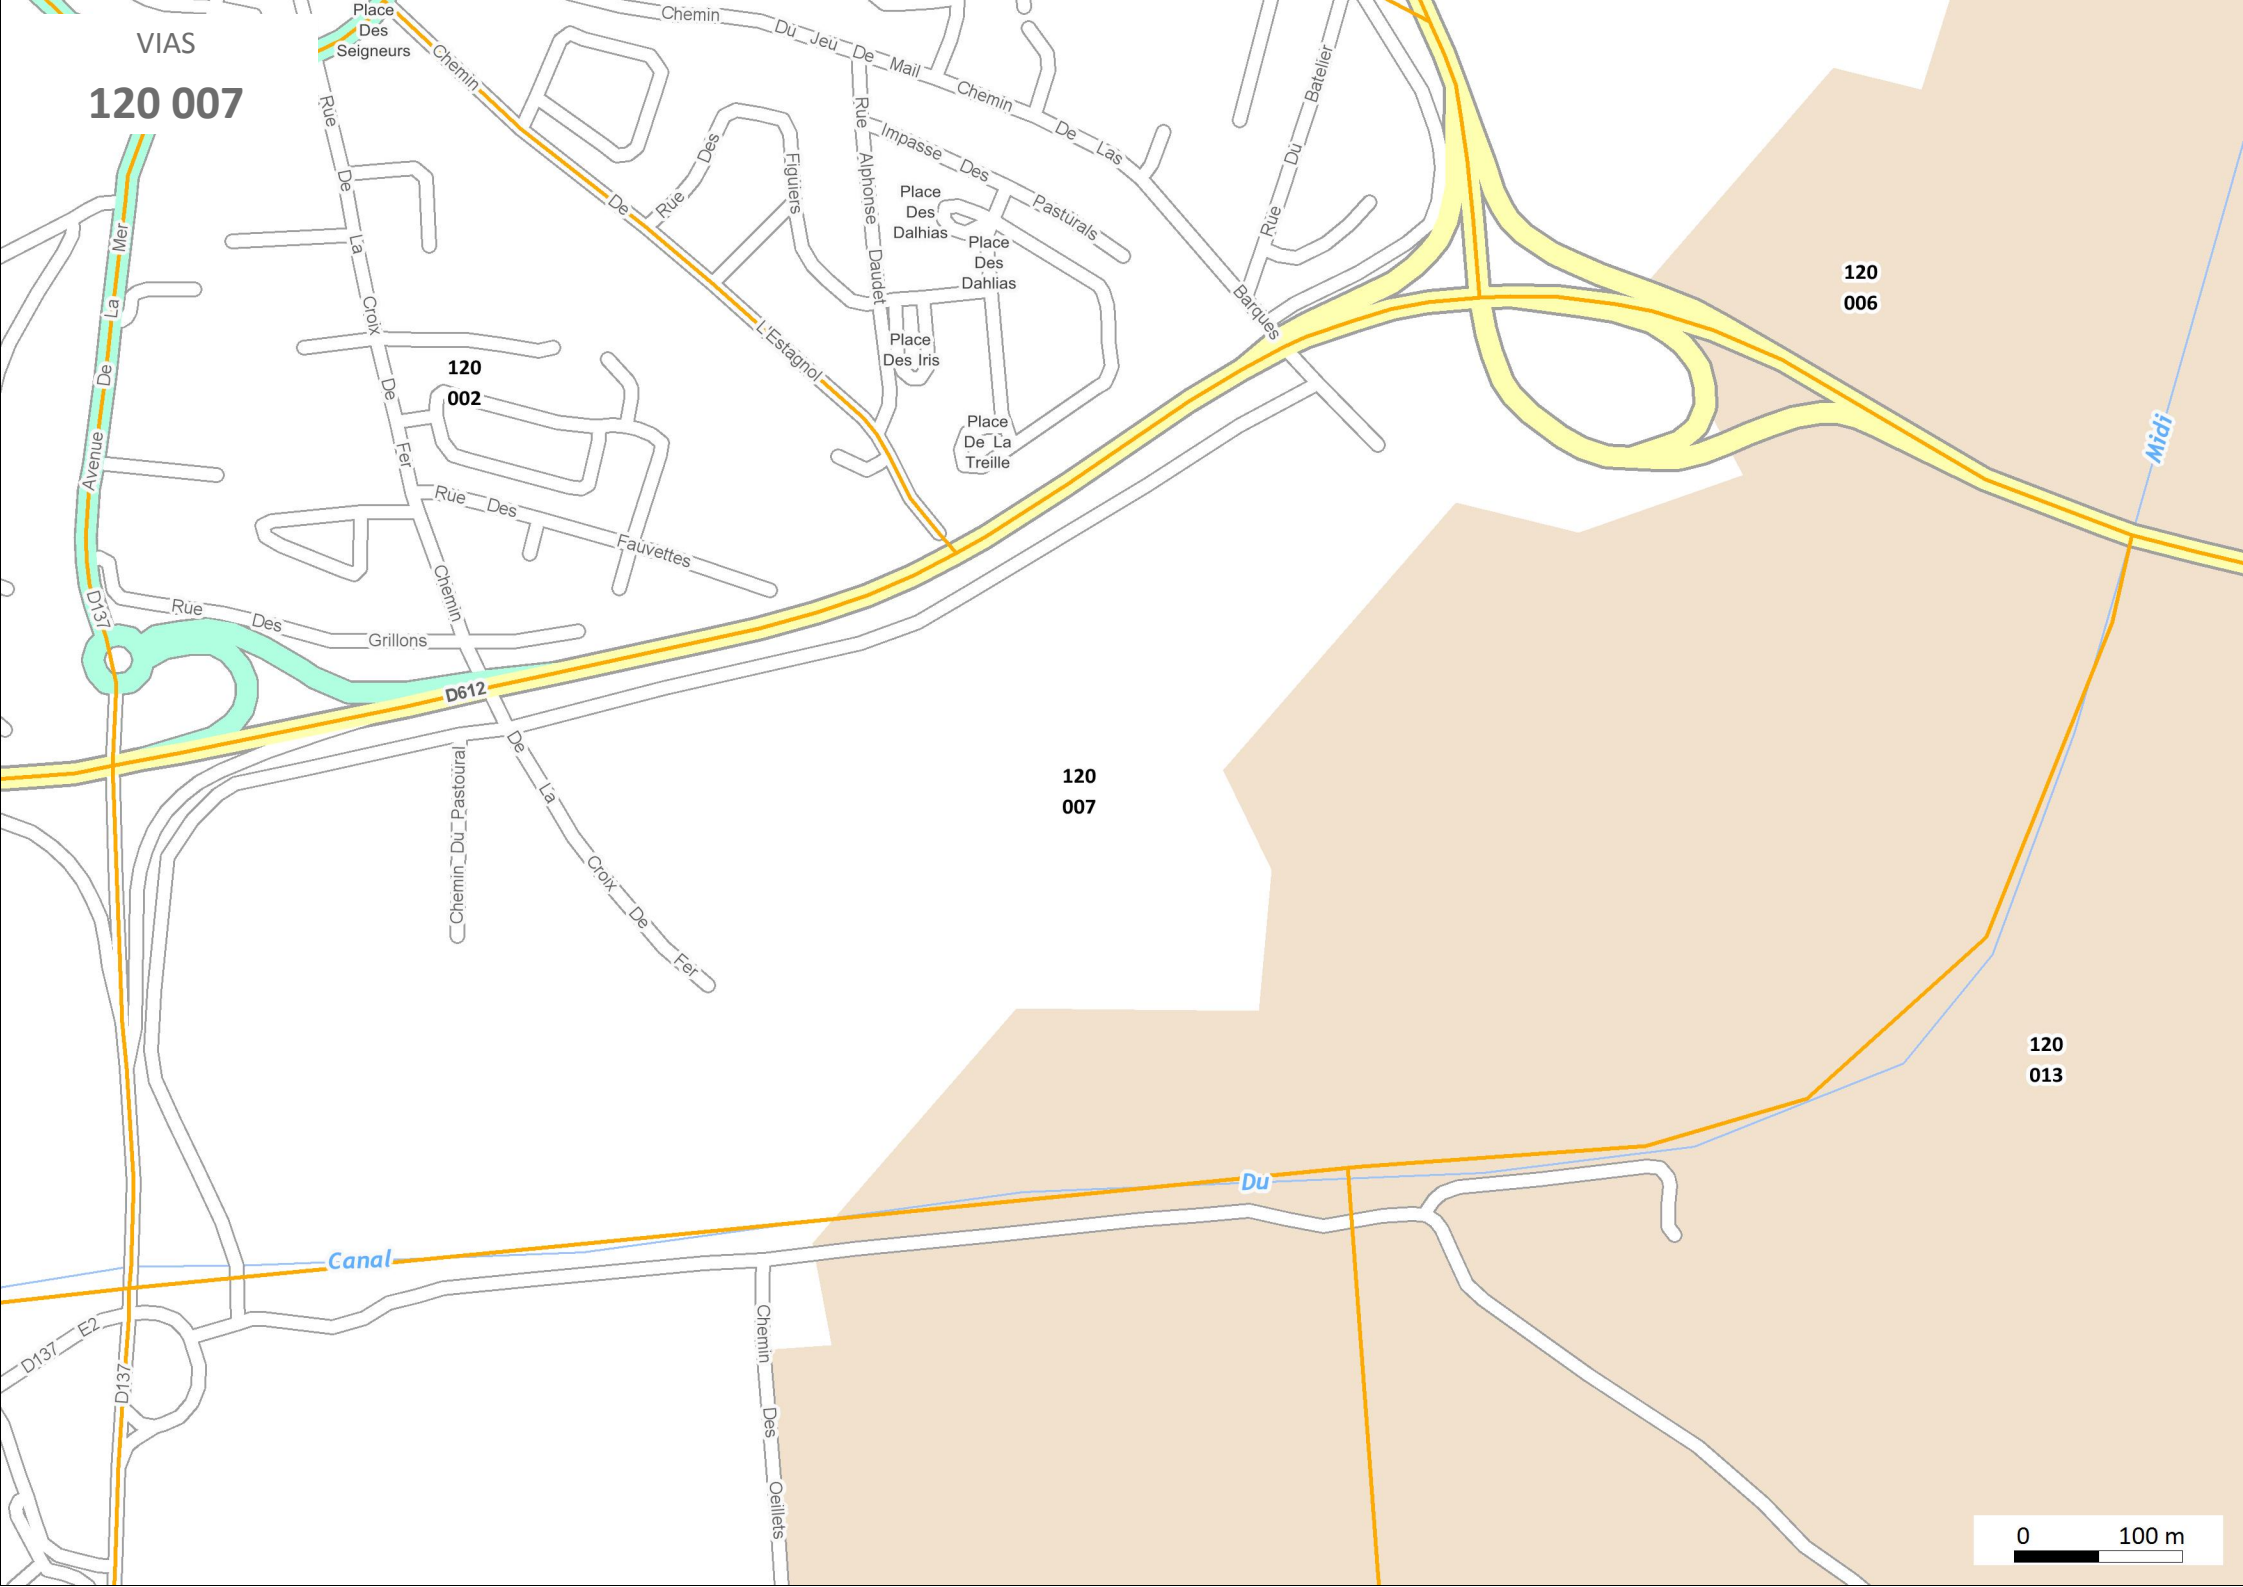 VIAS
120 007
Place
Des
Seigneurs
Chemin
De
L'Estagnol
Chemin
Du Jeu De Mail
Chemin De Las
Barques
Rue Du Batelier
Rue De La Croix De Fer
Rue Des Figuiers
Rue Alphonse Daudet
Impasse Des Pasturals
Place
Des
Dalhias
Place
Des
Dahlias
Place
Des Iris
Place
De La
Treille
120
002
120
006
Avenue De La Mer
D137
Rue Des Fauvettes
Rue Des Grillons
Chemin
De La Croix De Fer
D612
Chemin Du Pastoural
120
007
Midi
120
013
Du
Canal
D137 E2
D137
Chemin Des Oeillets
0 100 m